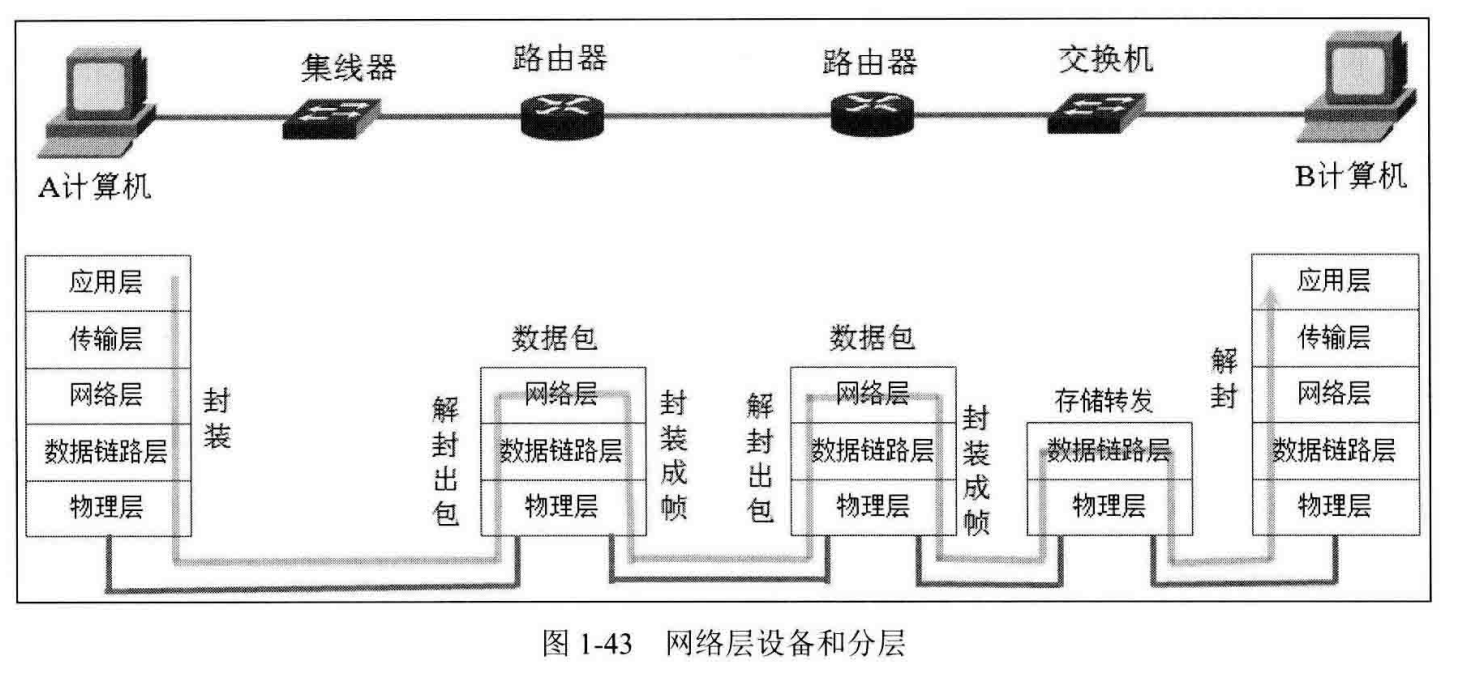 集线器
路由器
路由器
交换机
A计算机
B计算机
应用层
传输层
网络层
数据链路层
物理层
封装
数据包
解封出包
网络层
数据链路层
物理层
封装成帧
数据包
解封出包
网络层
数据链路层
物理层
封装成帧
存储转发
数据链路层
物理层
解封
应用层
传输层
网络层
数据链路层
物理层
图 1-43 网络层设备和分层